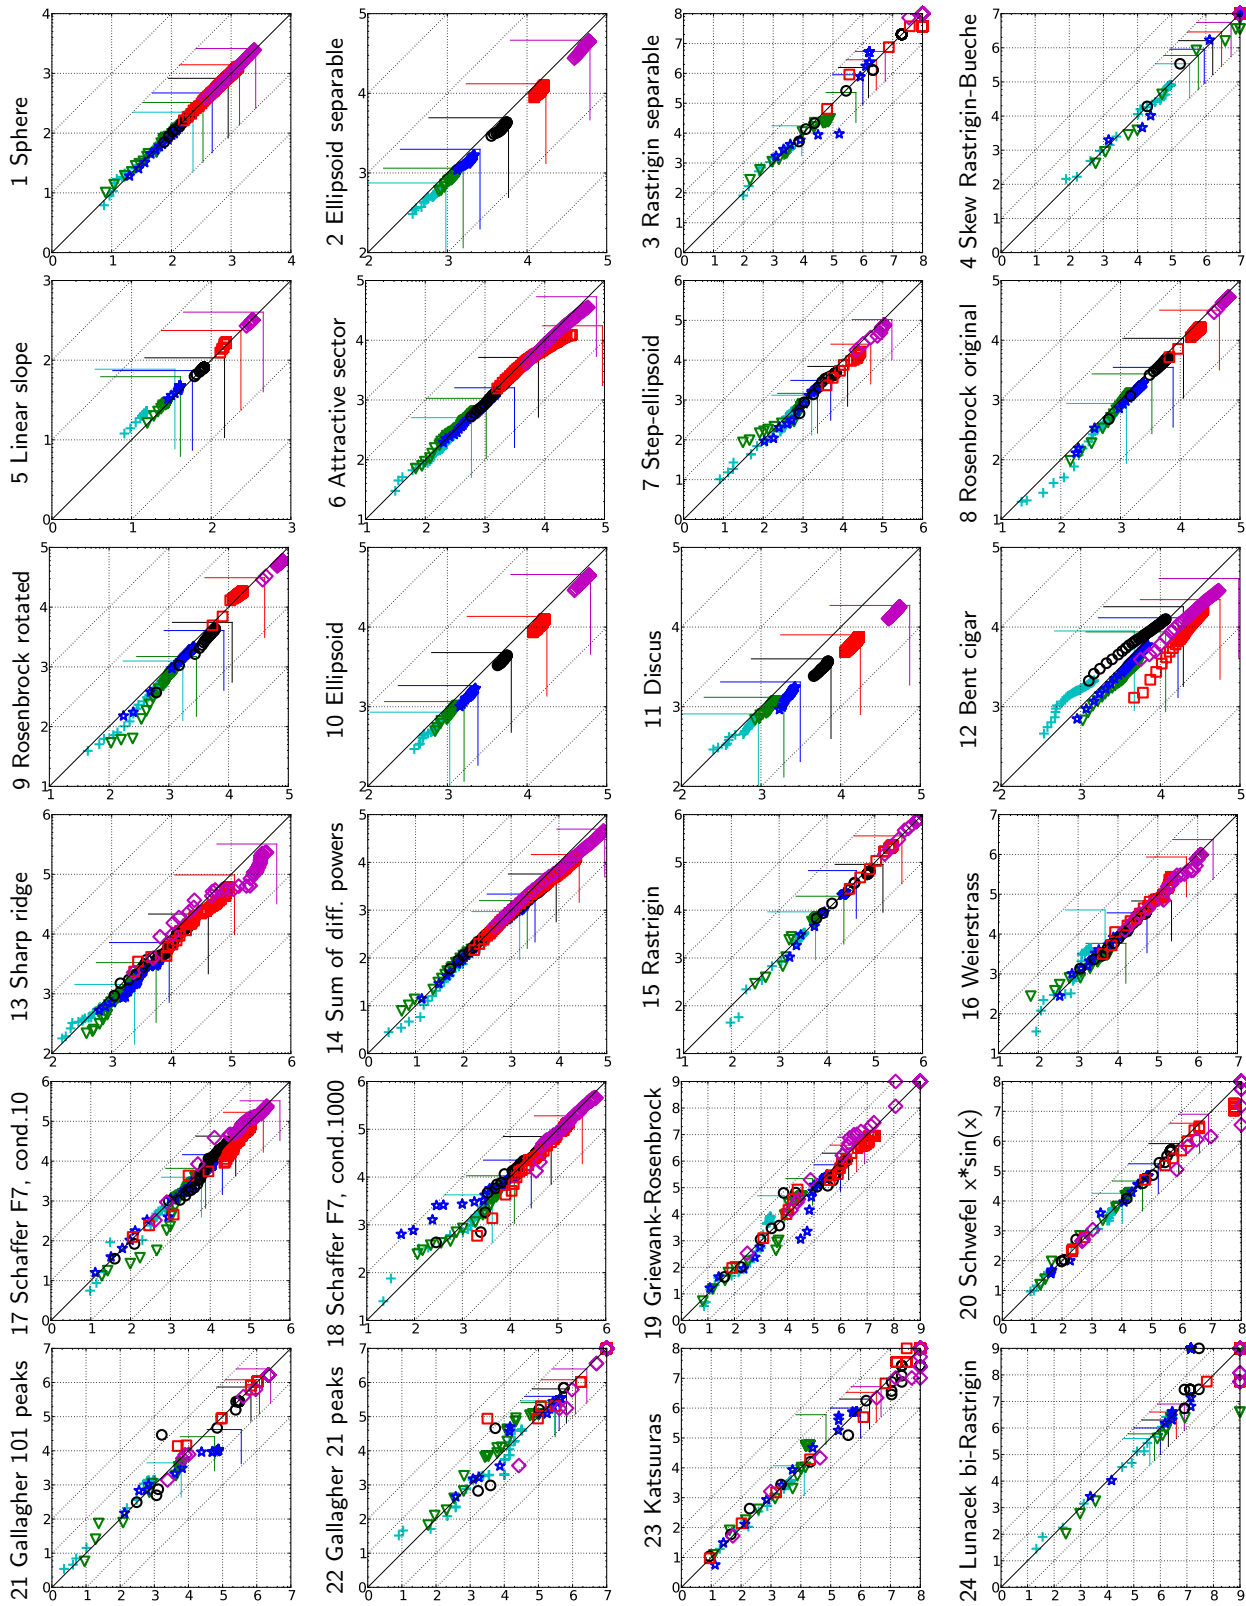 1 Sphere
2 Ellipsoid separable
3 Rastrigin separable
4 Skew Rastrigin-Bueche
5 Linear slope
6 Attractive sector
7 Step-ellipsoid
8 Rosenbrock original
9 Rosenbrock rotated
10 Ellipsoid
11 Discus
12 Bent cigar
13 Sharp ridge
14 Sum of diff. powers
15 Rastrigin
16 Weierstrass
17 Schaffer F7, cond.10
18 Schaffer F7, cond.1000
19 Griewank-Rosenbrock
20 Schwefel x*sin(x)
21 Gallagher 101 peaks
22 Gallagher 21 peaks
23 Katsuuras
24 Lunacek bi-Rastrigin